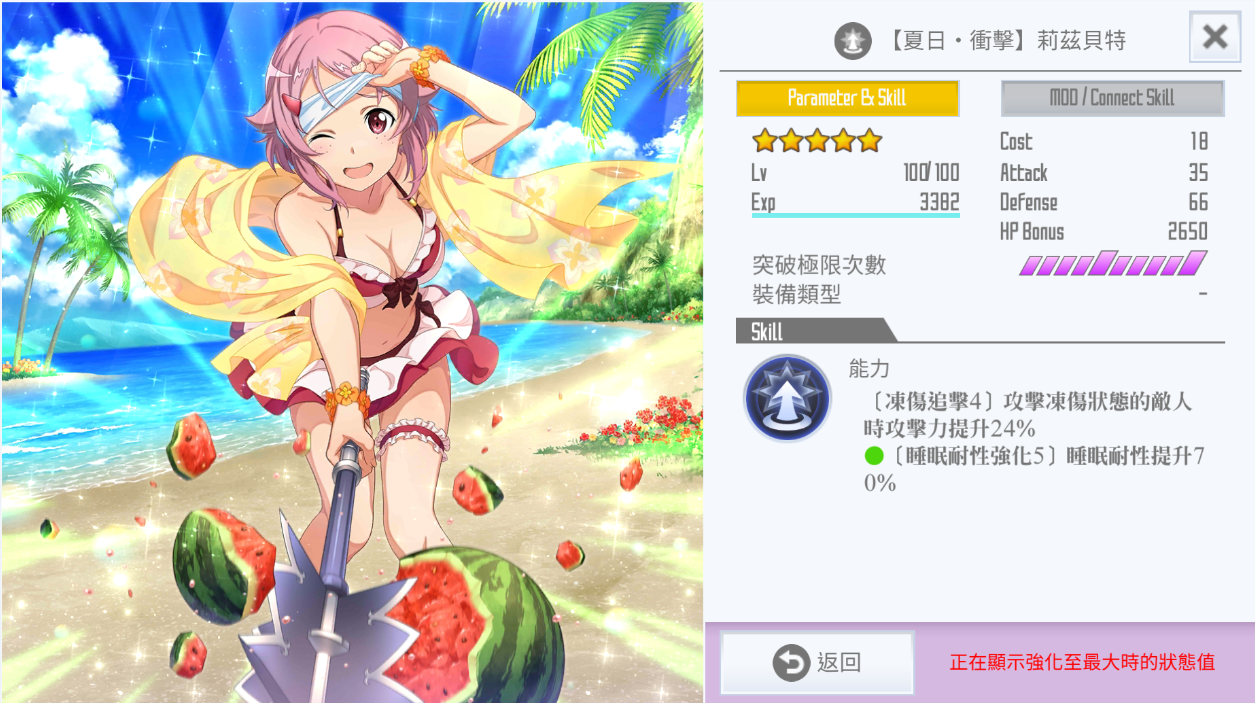 【夏日・衝擊】莉茲貝特
Parameter & Skill
MOD / Connect Skill
Lv 100/100
Exp 3382
Cost 18
Attack 35
Defense 66
HP Bonus 2650
突破極限次數
裝備類型 -
Skill
能力
〔凍傷追擊4〕攻擊凍傷狀態的敵人
時攻擊力提升24%
〔睡眠耐性強化5〕睡眠耐性提升7
0%
返回
正在顯示強化至最大時的狀態值